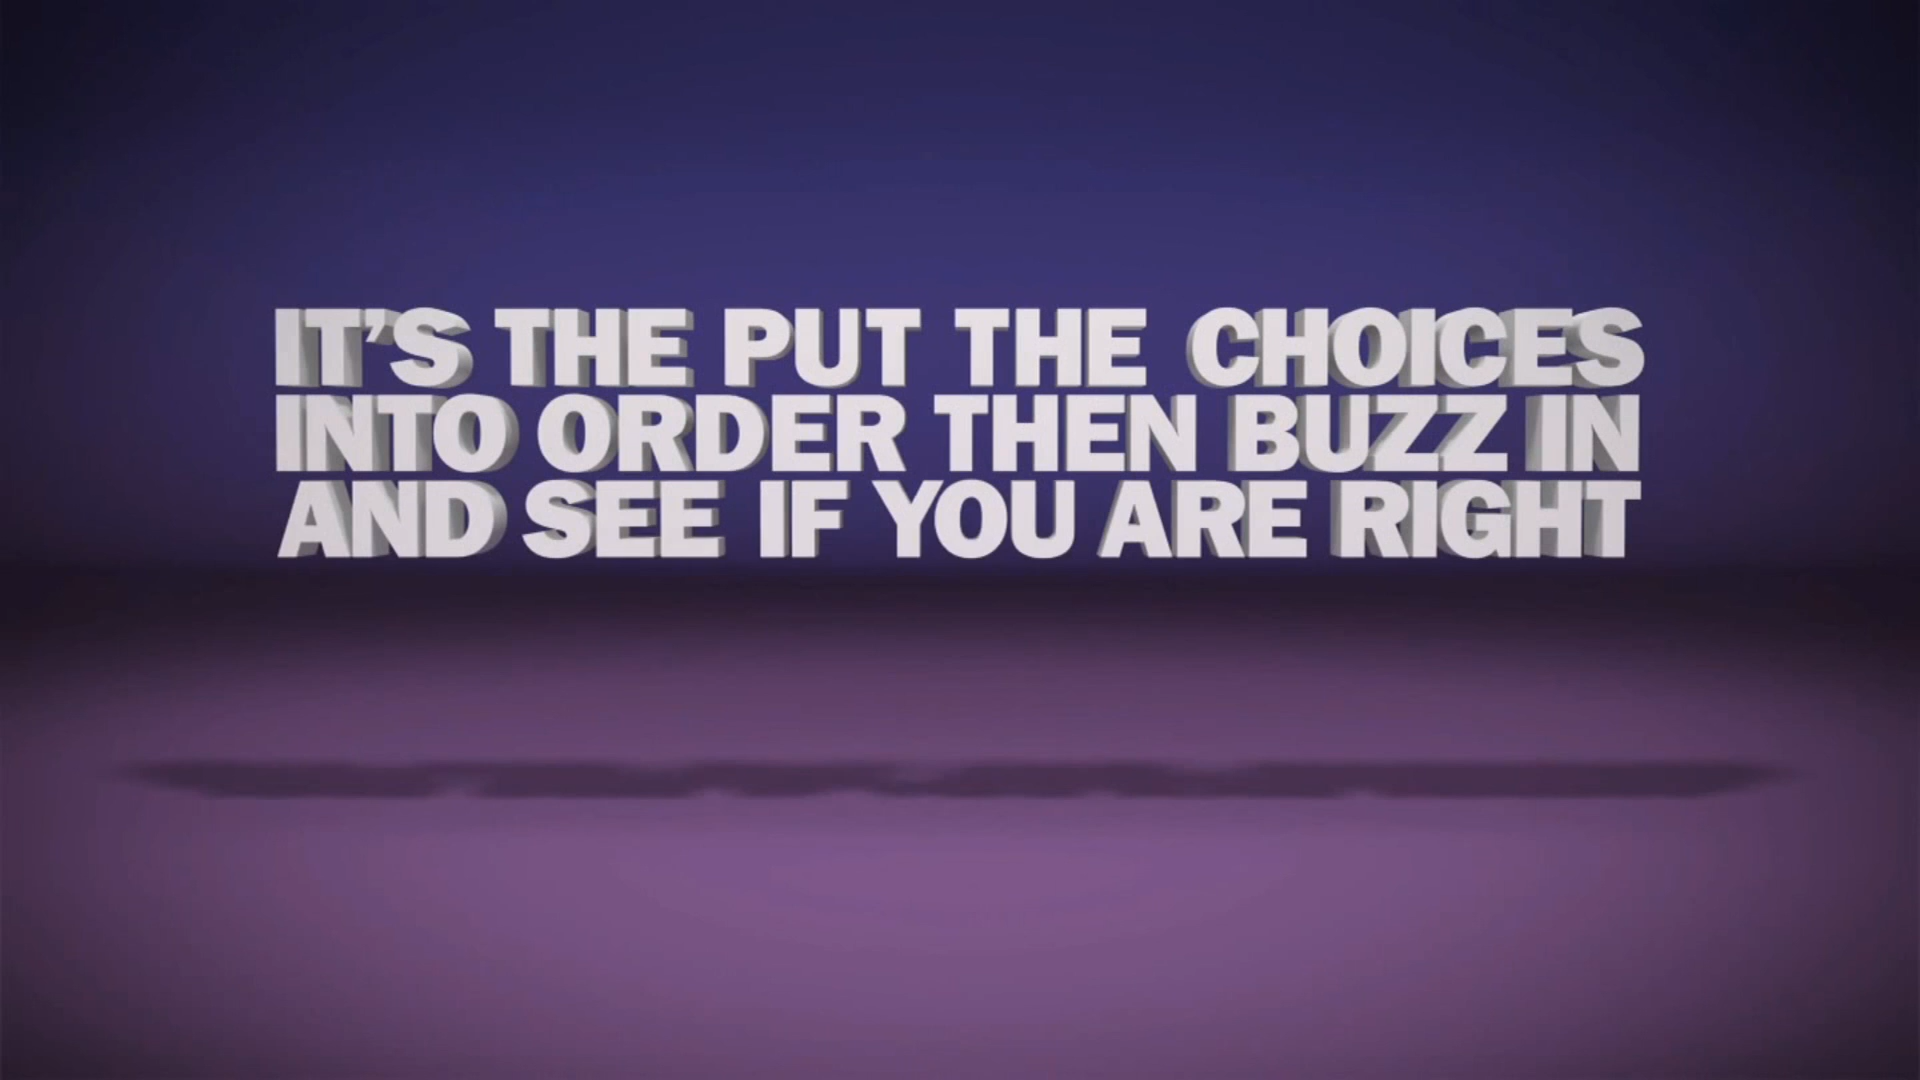 IT'S THE PUT THE CHOICES
INTO ORDER THEN BUZZ IN
AND SEE IF YOU ARE RIGHT